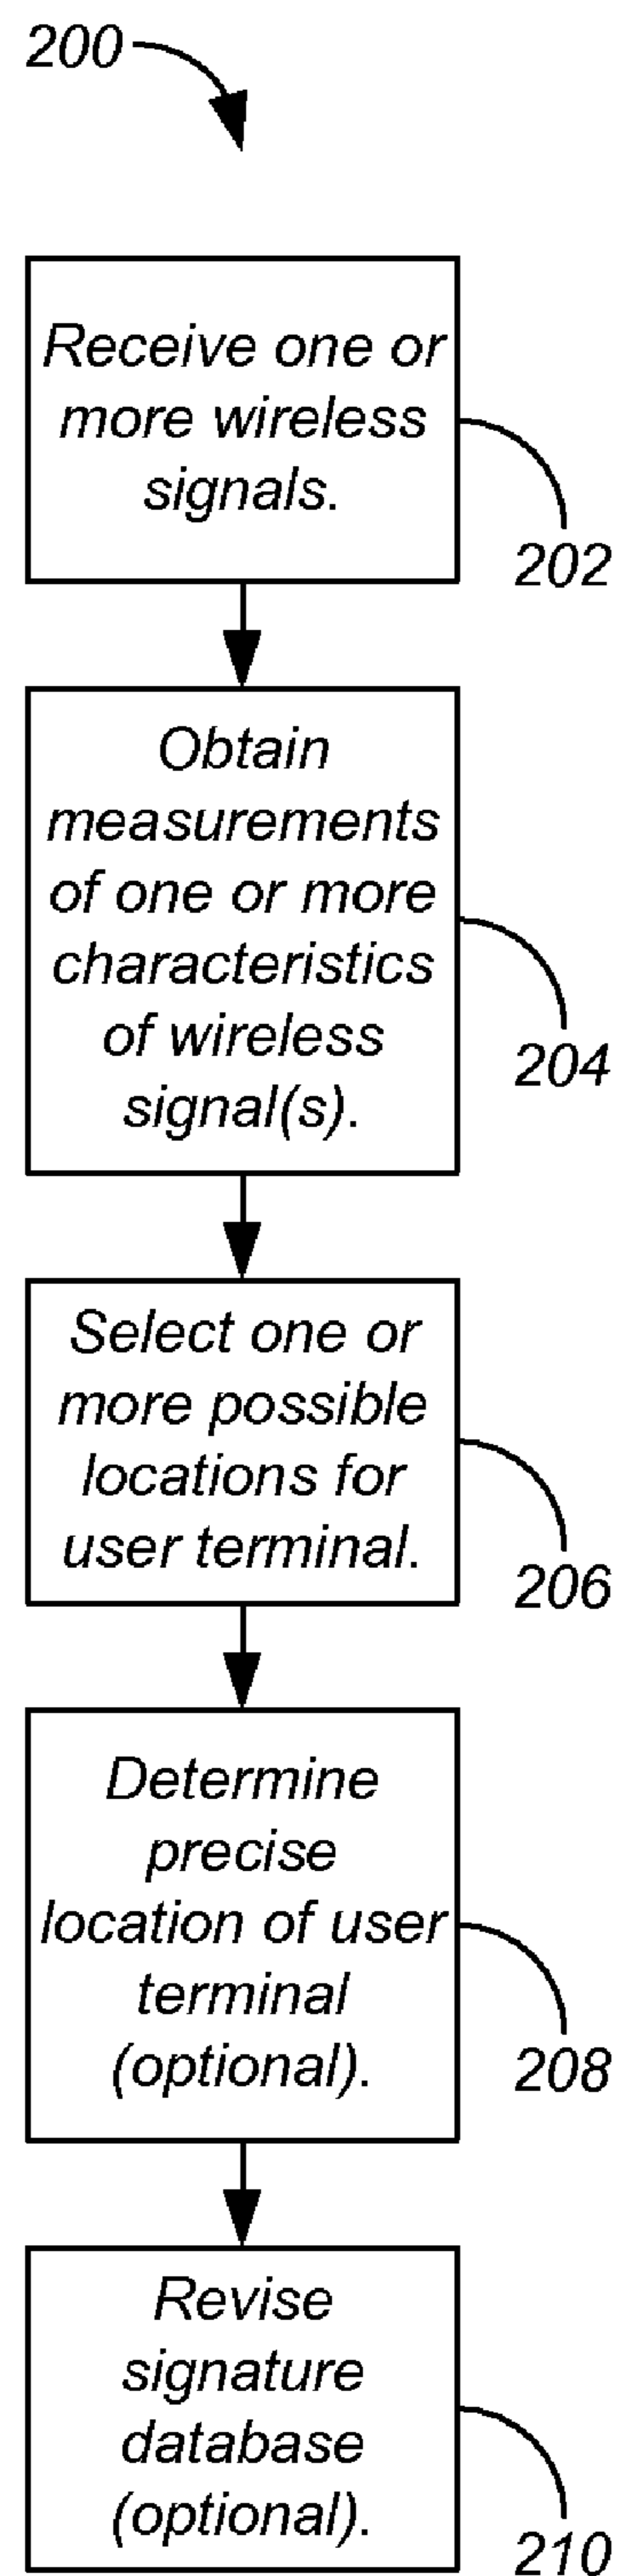 200
Receive one or
more wireless
signals.
202
Obtain
measurements
of one or more
characteristics
of wireless
signal(s).
204
Select one or
more possible
locations for
user terminal.
206
Determine
precise
location of user
terminal
(optional).
208
Revise
signature
database
(optional).
210